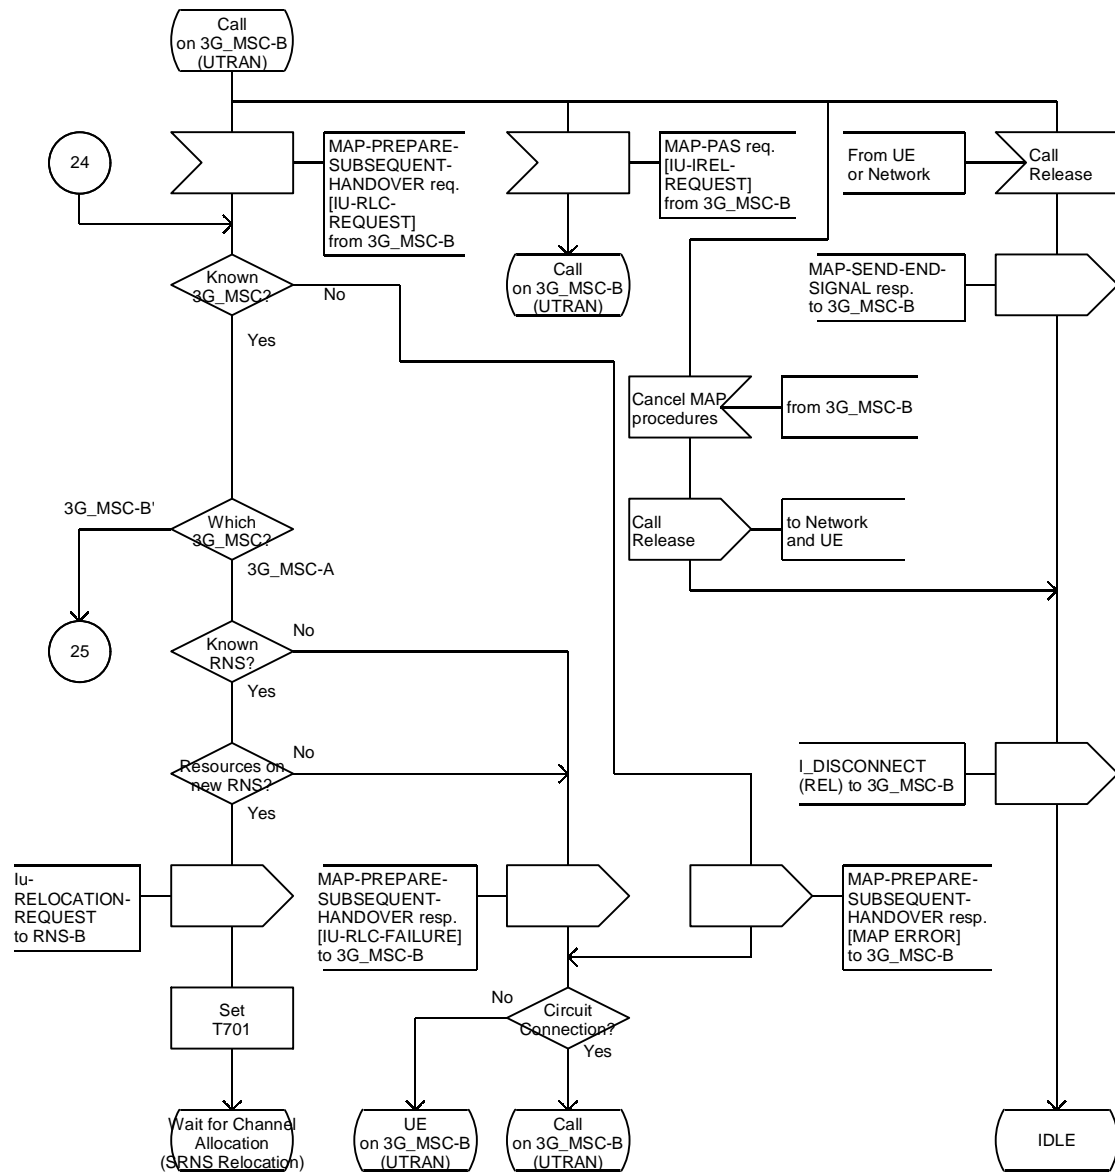 Call
on 3G_MSC-B
(UTRAN)
24
MAP-PREPARE-
SUBSEQUENT-
HANDOVER req.
[IU-RLC-
REQUEST]
from 3G_MSC-B
MAP-PAS req.
[IU-IREL-
REQUEST]
from 3G_MSC-B
From UE
or Network
Call
Release
Known
3G_MSC?
No
Yes
Call
on 3G_MSC-B
(UTRAN)
MAP-SEND-END-
SIGNAL resp.
to 3G_MSC-B
Cancel MAP
procedures
from 3G_MSC-B
3G_MSC-B'
Which
3G_MSC?
3G_MSC-A
Call
Release
to Network
and UE
25
Known
RNS?
No
Yes
Resources on
new RNS?
No
Yes
I_DISCONNECT
(REL) to 3G_MSC-B
Iu-
RELOCATION-
REQUEST
to RNS-B
MAP-PREPARE-
SUBSEQUENT-
HANDOVER resp.
[IU-RLC-FAILURE]
to 3G_MSC-B
MAP-PREPARE-
SUBSEQUENT-
HANDOVER resp.
[MAP ERROR]
to 3G_MSC-B
Set
T701
No
Circuit
Connection?
Yes
Wait for Channel
Allocation
(SRNS Relocation)
UE
on 3G_MSC-B
(UTRAN)
Call
on 3G_MSC-B
(UTRAN)
IDLE